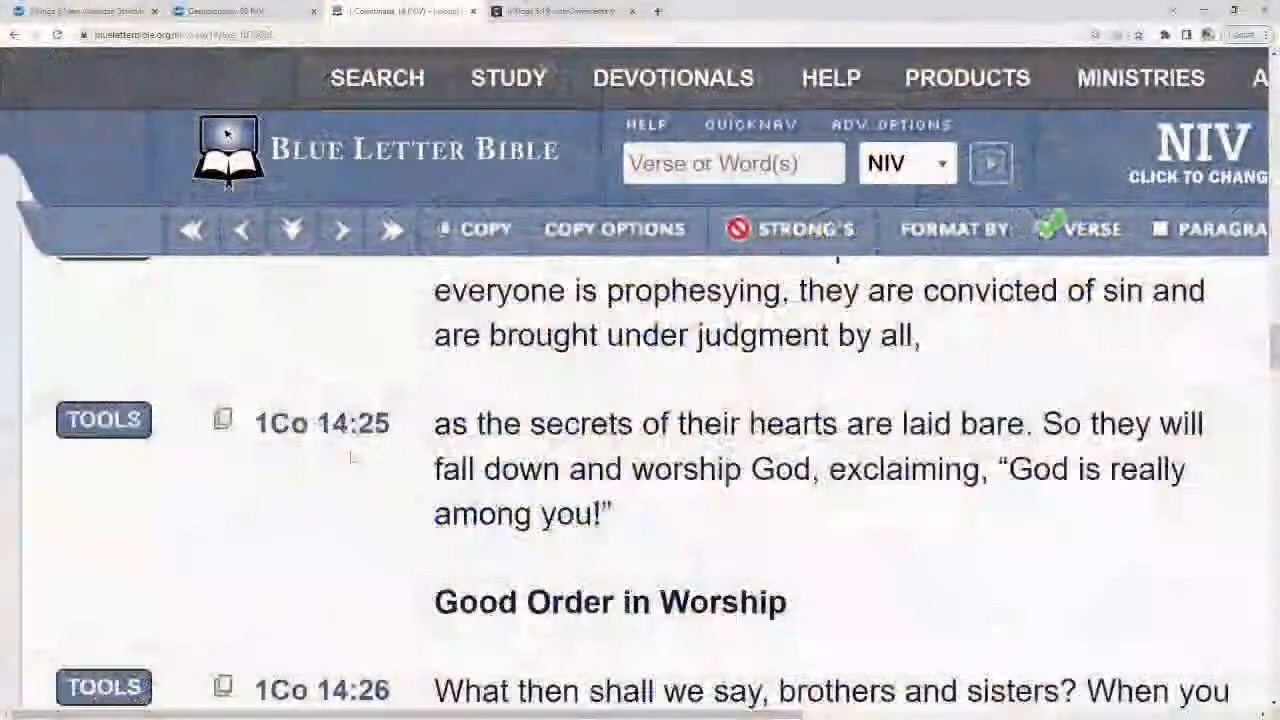 SEARCH STUDY DEVOTIONALS HELP PRODUCTS MINISTRIES A
HELP QUICKNAV ADV. OPTIONS
BLUE LETTER BIBLE
Verse or Word(s) NIV
NIV
CLICK TO CHANG
COPY COPY OPTIONS STRONG'S FORMAT BY: VERSE PARAGRA
everyone is prophesying, they are convicted of sin and
are brought under judgment by all,
TOOLS 1Co 14:25 as the secrets of their hearts are laid bare. So they will
fall down and worship God, exclaiming, “God is really
among you!”
Good Order in Worship
TOOLS 1Co 14:26 What then shall we say, brothers and sisters? When you